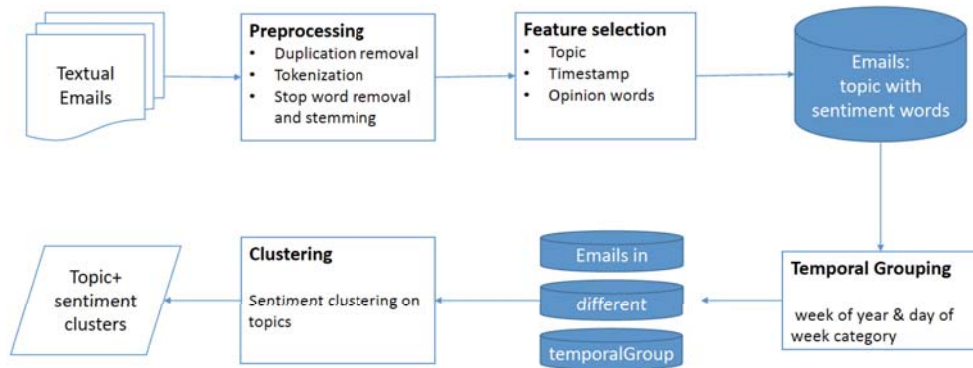 Textual
Emails
Preprocessing
• Duplication removal
• Tokenization
• Stop word removal
and stemming
Feature selection
• Topic
• Timestamp
• Opinion words
Emails:
topic with
sentiment words
Temporal Grouping
week of year & day of
week category
Emails in
different
temporalGroup
Clustering
Sentiment clustering on
topics
Topic+
sentiment
clusters